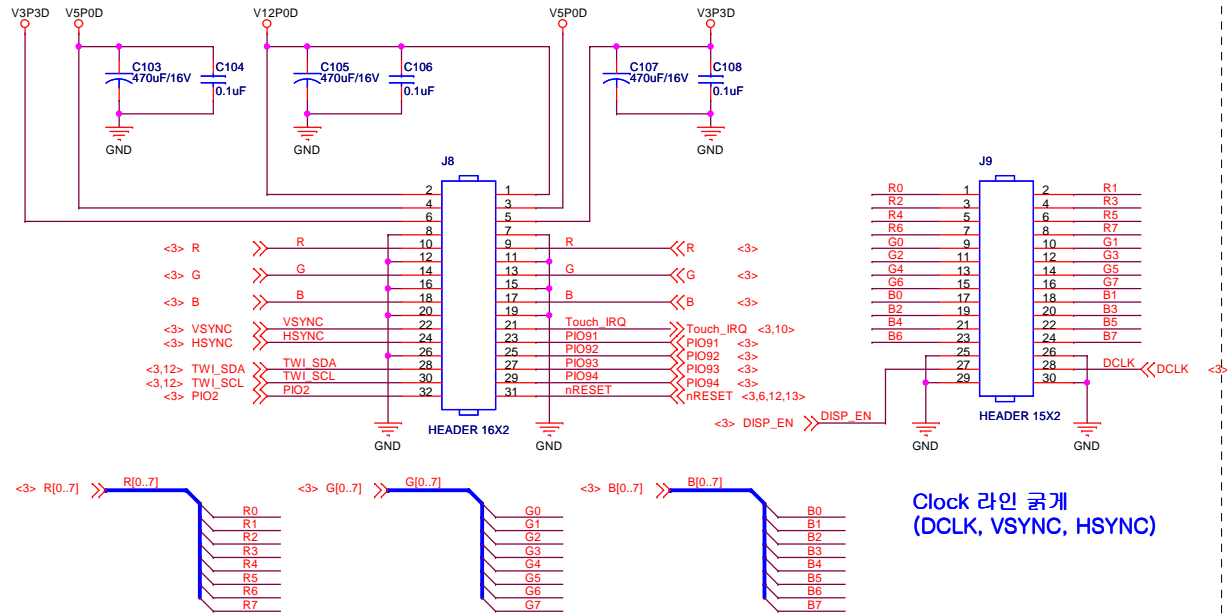 V3P3D V5P0D V12P0D V5P0D V3P3D
C103
470uF/16V
C104
0.1uF
C105
470uF/16V
C106
0.1uF
C107
470uF/16V
C108
0.1uF
GND GND GND
J8
2 1
4 3
6 5
8 7
<3> R R 10 9 R R <3>
12 11
<3> G G 14 13 G G <3>
16 15
<3> B B 18 17 B B <3>
20 19
<3> VSYNC VSYNC 22 21 Touch_IRQ Touch_IRQ <3,10>
<3> HSYNC HSYNC 24 23 PIO91 PIO91 <3>
26 25 PIO92 PIO92 <3>
<3,12> TWI_SDA TWI_SDA 28 27 PIO93 PIO93 <3>
<3,12> TWI_SCL TWI_SCL 30 29 PIO94 PIO94 <3>
<3> PIO2 PIO2 32 31 nRESET nRESET <3,6,12,13>
HEADER 16X2
GND GND
J9
R0 1 2 R1
R2 3 4 R3
R4 5 6 R5
R6 7 8 R7
G0 9 10 G1
G2 11 12 G3
G4 13 14 G5
G6 15 16 G7
B0 17 18 B1
B2 19 20 B3
B4 21 22 B5
B6 23 24 B7
25 26
27 28 DCLK DCLK <3>
29 30
<3> DISP_EN DISP_EN
HEADER 15X2
GND GND
<3> R[0..7] R[0..7]
R0
R1
R2
R3
R4
R5
R6
R7
<3> G[0..7] G[0..7]
G0
G1
G2
G3
G4
G5
G6
G7
<3> B[0..7] B[0..7]
B0
B1
B2
B3
B4
B5
B6
B7
Clock 라인 굵게
(DCLK, VSYNC, HSYNC)